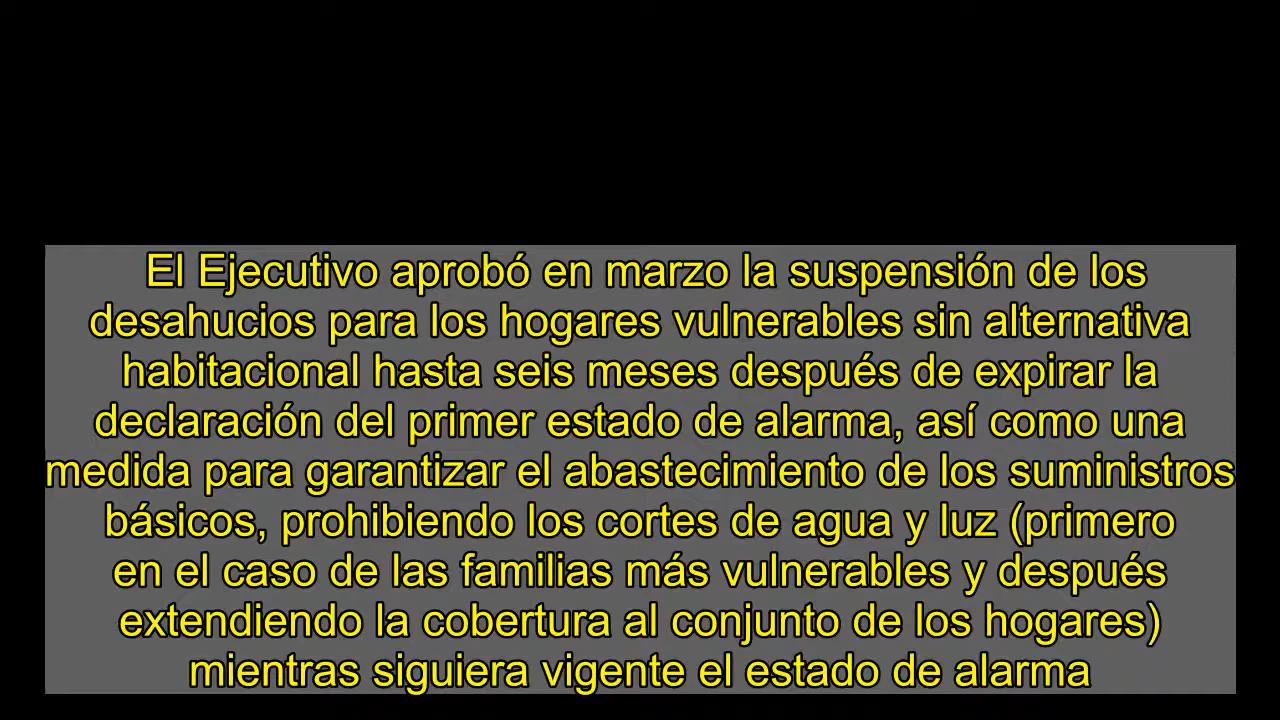 El Ejecutivo aprobó en marzo la suspensión de los
desahucios para los hogares vulnerables sin alternativa
habitacional hasta seis meses después de expirar la
declaración del primer estado de alarma, así como una
medida para garantizar el abastecimiento de los suministros
básicos, prohibiendo los cortes de agua y luz (primero
en el caso de las familias más vulnerables y después
extendiendo la cobertura al conjunto de los hogares)
mientras siguiera vigente el estado de alarma